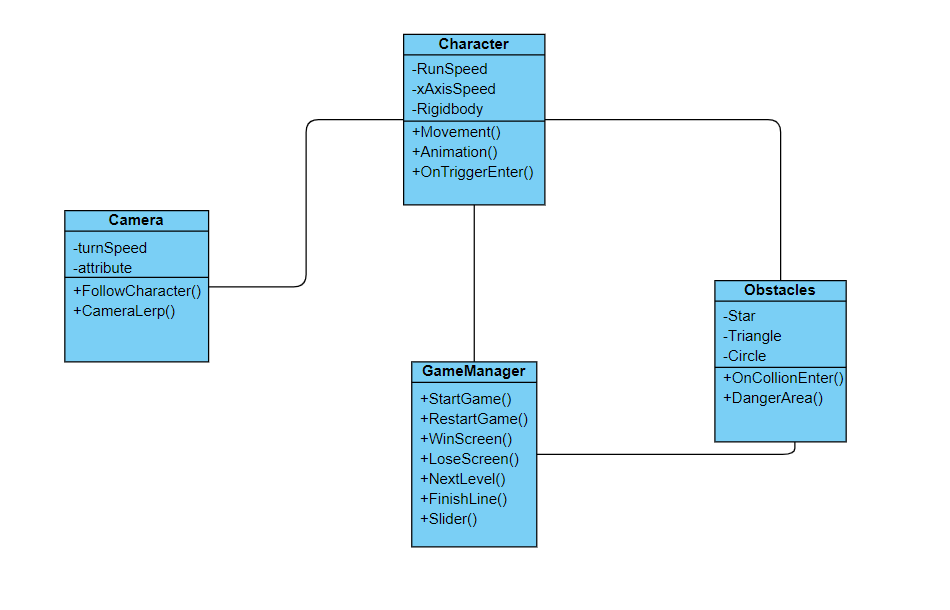 Character
-RunSpeed
-xAxisSpeed
-Rigidbody
+Movement()
+Animation()
+OnTriggerEnter()
Camera
-turnSpeed
-attribute
+FollowCharacter()
+CameraLerp()
Obstacles
-Star
-Triangle
-Circle
+OnCollionEnter()
+DangerArea()
GameManager
+StartGame()
+RestartGame()
+WinScreen()
+LoseScreen()
+NextLevel()
+FinishLine()
+Slider()